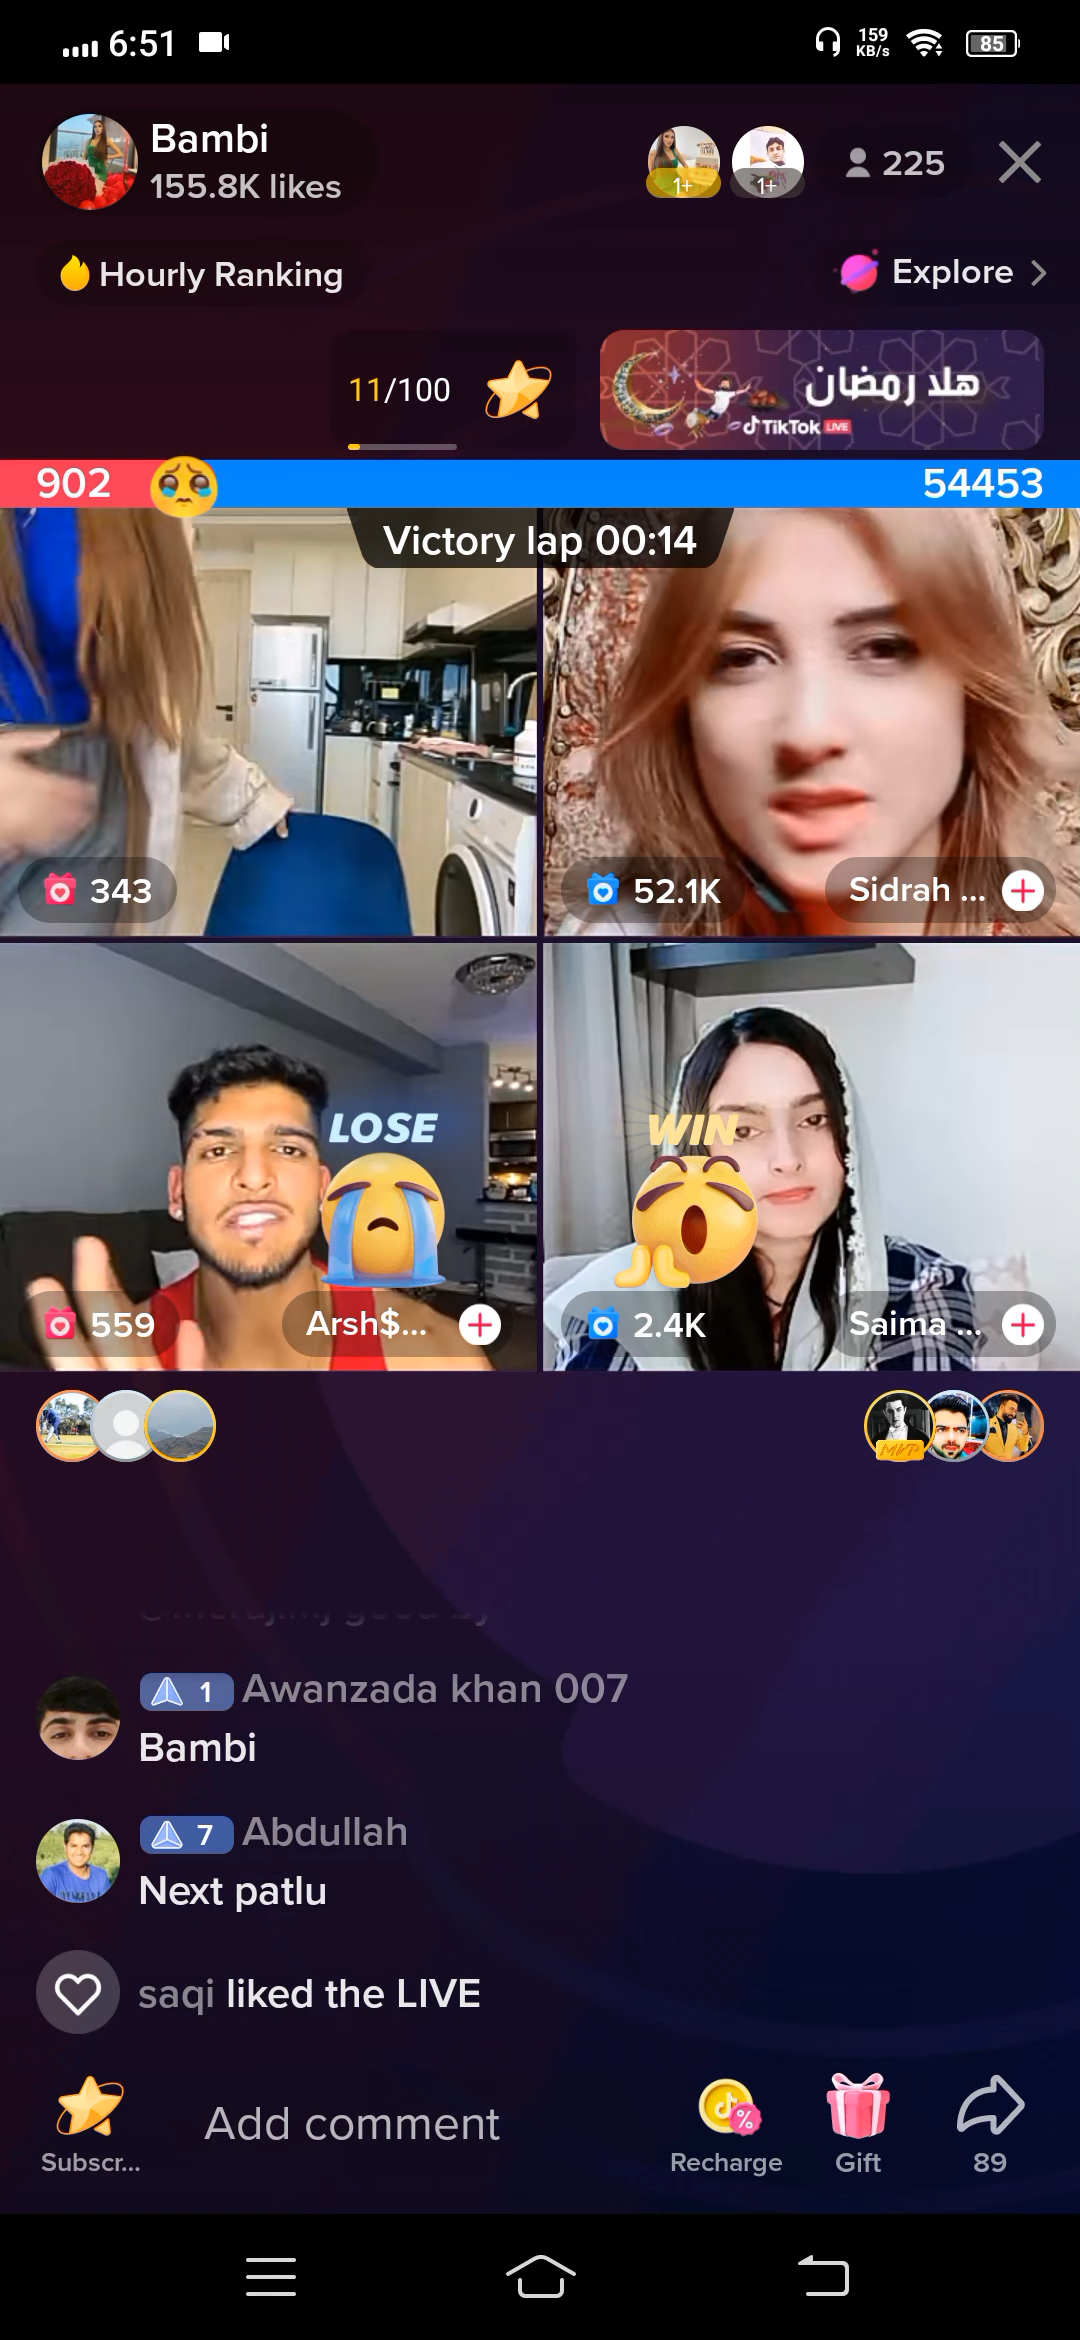 6:51
159
KB/s
85
Bambi
155.8K likes
1+
1+
225
Hourly Ranking
Explore
11/100
هلا رمضان
TikTok LIVE
902
54453
Victory lap 00:14
343
52.1K
Sidrah ...
LOSE
WIN
559
Arsh$...
2.4K
Saima ...
MVP
1 Awanzada khan 007
Bambi
7 Abdullah
Next patlu
saqi liked the LIVE
Subscr...
Add comment
Recharge
Gift
89